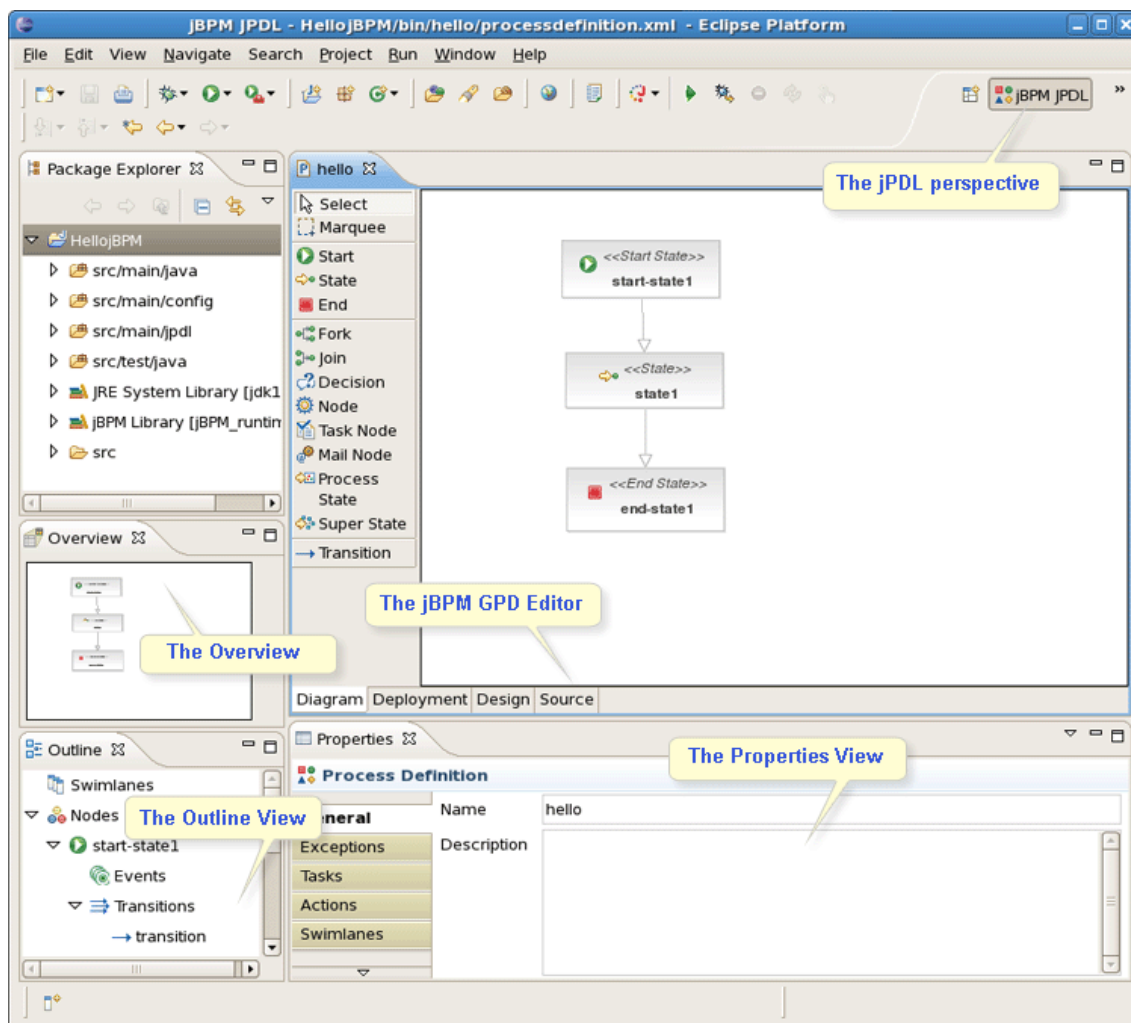 jBPM JPDL - HellojBPM/bin/hello/processdefinition.xml - Eclipse Platform
File Edit View Navigate Search Project Run Window Help
jBPM JPDL »
Package Explorer
HellojBPM
src/main/java
src/main/config
src/main/jpdl
src/test/java
JRE System Library [jdk1
jBPM Library [jBPM_runtin
src
hello
Select
Marquee
Start
State
End
Fork
Join
Decision
Node
Task Node
Mail Node
Process
State
Super State
Transition
The jPDL perspective
<<Start State>>
start-state1
<<State>>
state1
<<End State>>
end-state1
The jBPM GPD Editor
Diagram Deployment Design Source
Overview
The Overview
Outline
Swimlanes
Nodes
The Outline View
start-state1
Events
Transitions
transition
Properties
The Properties View
Process Definition
eneral
Exceptions
Tasks
Actions
Swimlanes
Name hello
Description